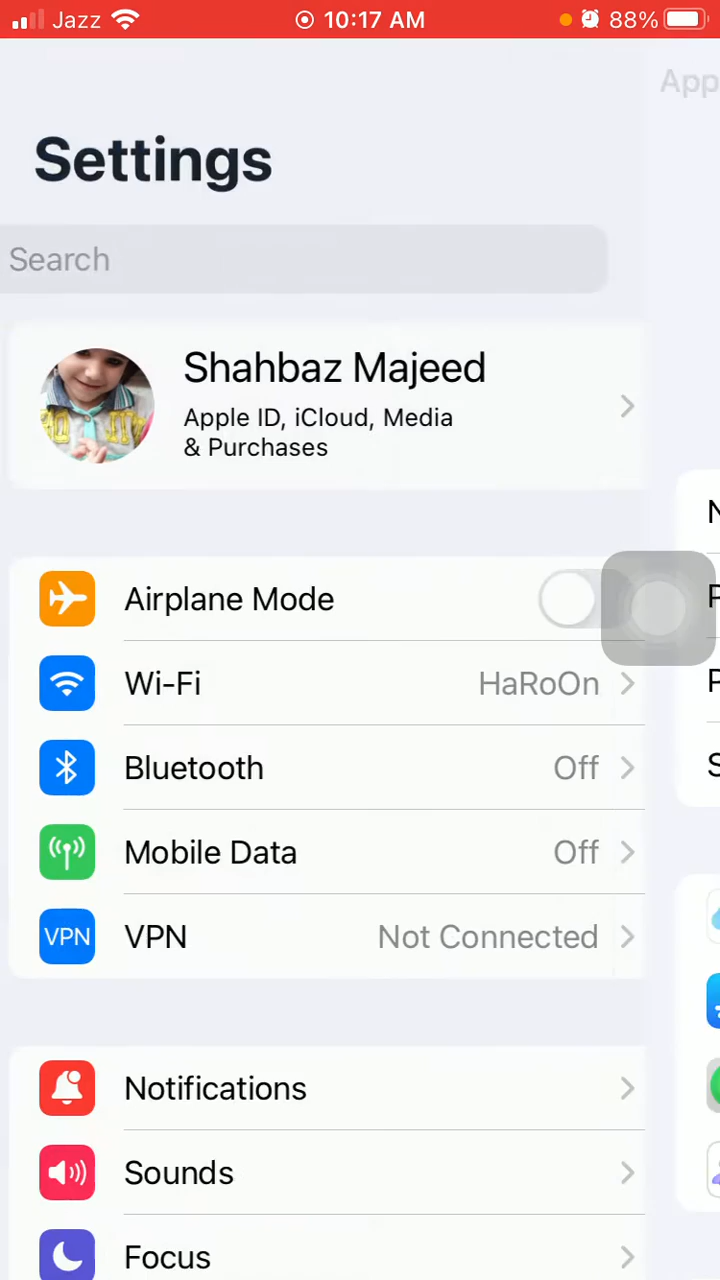 Jazz 10:17 AM 88%
App
Settings
Search
Shahbaz Majeed
Apple ID, iCloud, Media
& Purchases
Airplane Mode
Wi-Fi HaRoOn
Bluetooth Off
Mobile Data Off
VPN VPN Not Connected
Notifications
Sounds
Focus